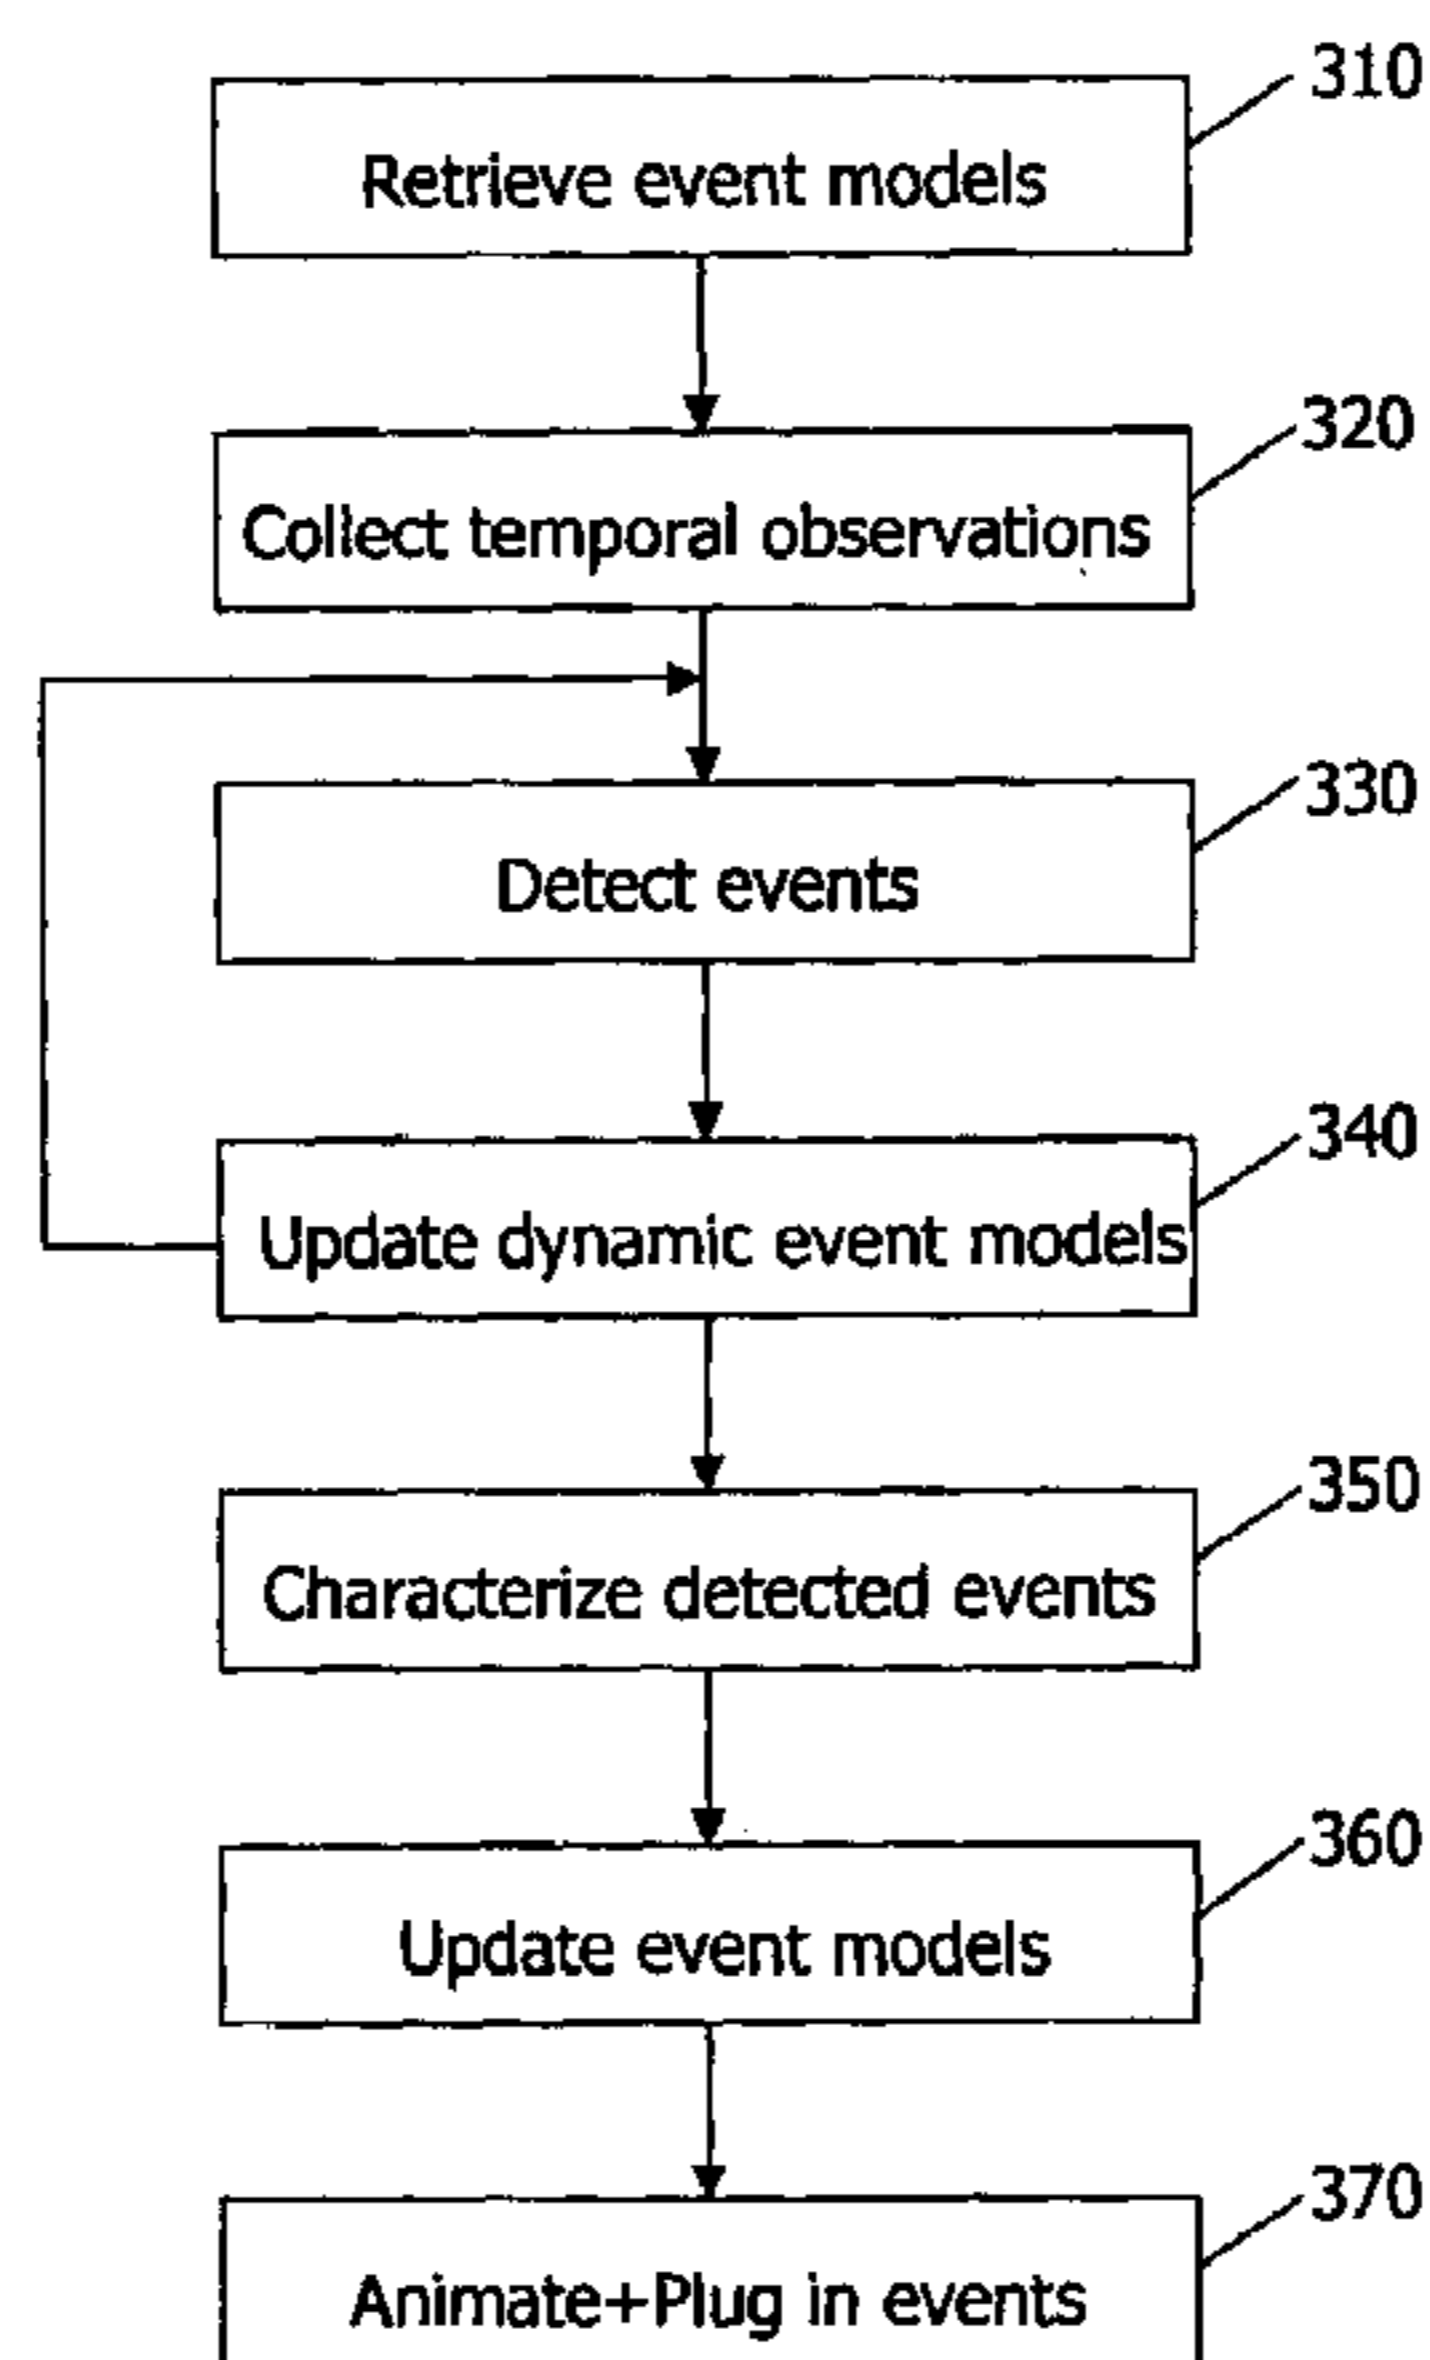 310
Retrieve event models
320
Collect temporal observations
330
Detect events
340
Update dynamic event models
350
Characterize detected events
360
Update event models
370
Animate+Plug in events